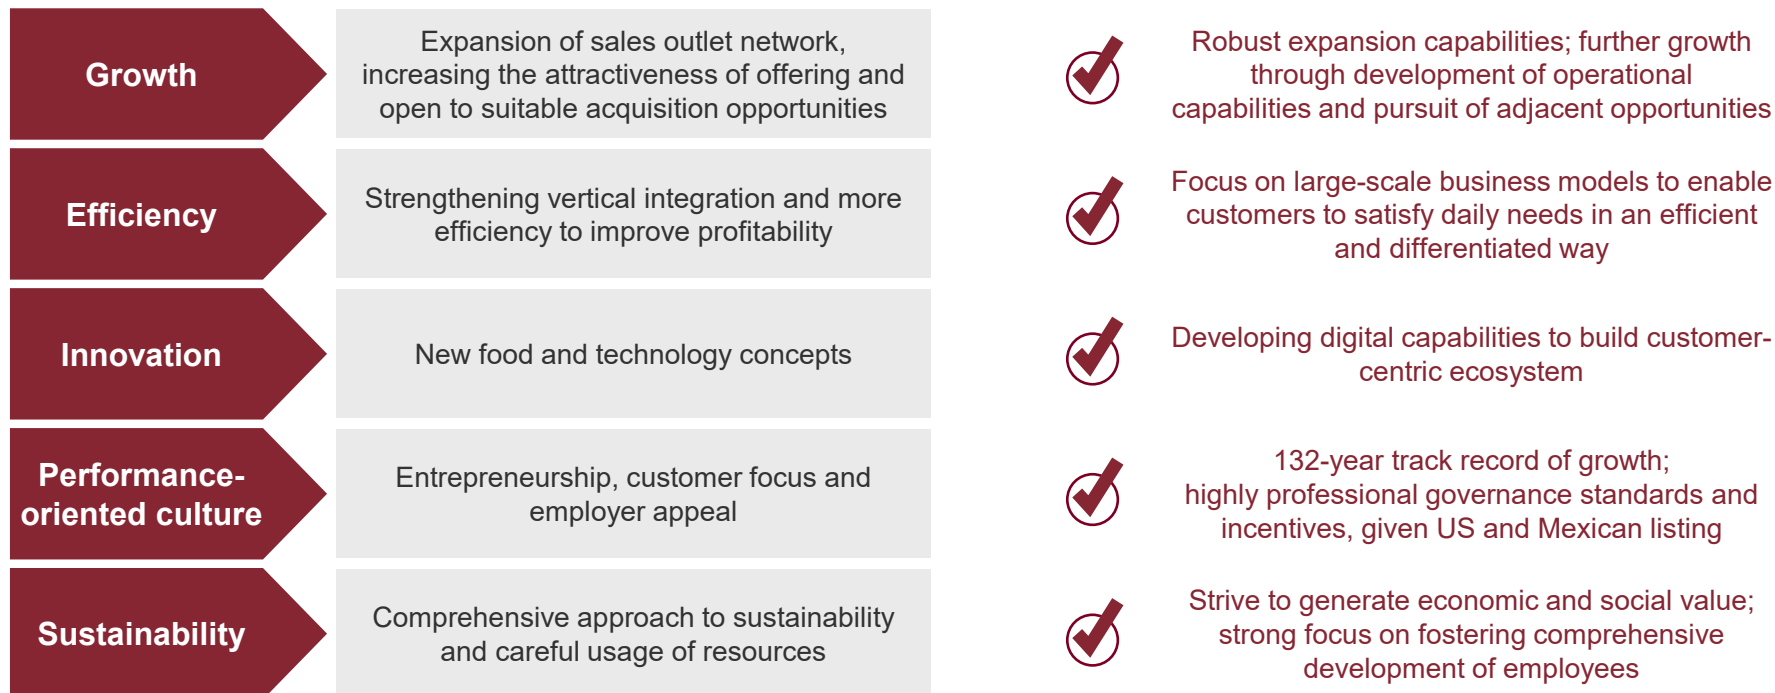 Growth
Expansion of sales outlet network,
increasing the attractiveness of offering and
open to suitable acquisition opportunities
Robust expansion capabilities; further growth
through development of operational
capabilities and pursuit of adjacent opportunities
Efficiency
Strengthening vertical integration and more
efficiency to improve profitability
Focus on large-scale business models to enable
customers to satisfy daily needs in an efficient
and differentiated way
Innovation
New food and technology concepts
Developing digital capabilities to build customer-
centric ecosystem
Performance-
oriented culture
Entrepreneurship, customer focus and
employer appeal
132-year track record of growth;
highly professional governance standards and
incentives, given US and Mexican listing
Sustainability
Comprehensive approach to sustainability
and careful usage of resources
Strive to generate economic and social value;
strong focus on fostering comprehensive
development of employees